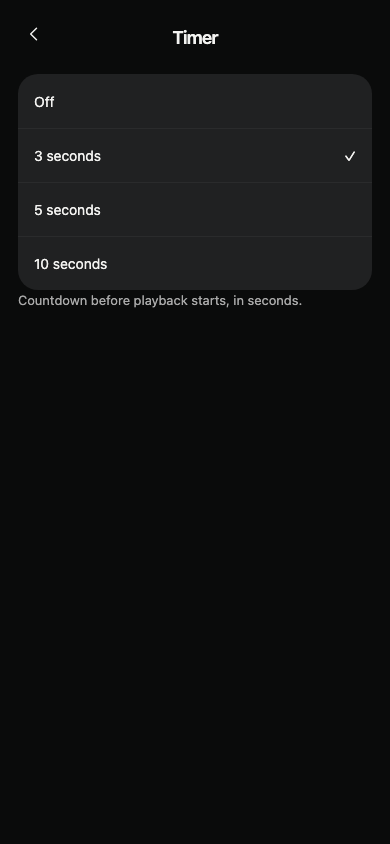 Timer
Off
3 seconds
5 seconds
10 seconds
Countdown before playback starts, in seconds.